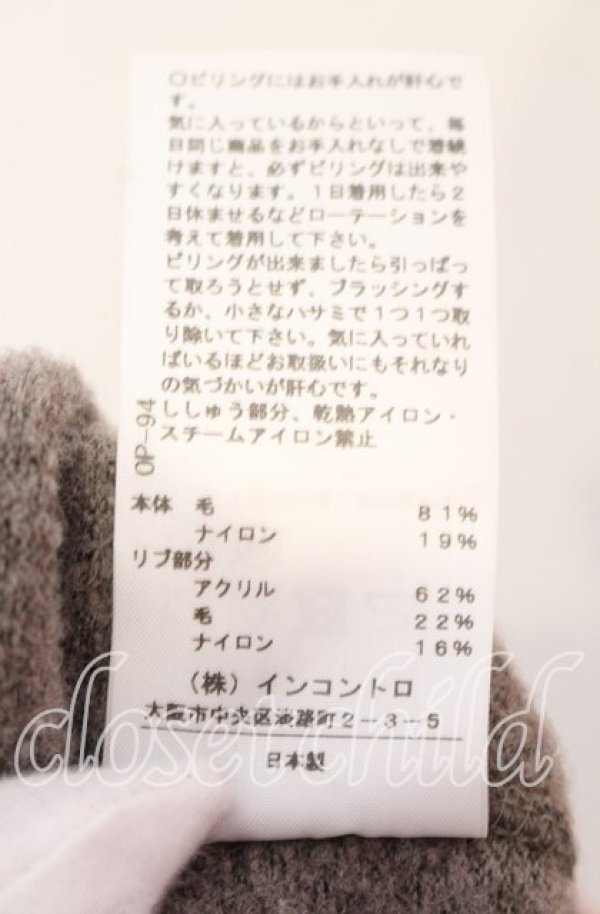 〇ピリングにはお手入れが肝心で
す。
気に入っているからといって、毎
日同じ商品をお手入れなしで着続
けますと、必ずピリングは出来や
すくなります。1日着用したら2
日休ませるなどローテーションを
考えて着用して下さい。
ピリングが出来ましたら引っぱっ
て取ろうとせず、ブラッシングす
るか、小さなハサミで1つ1つ取
り除いて下さい。気に入っていれ
ばいるほどお取扱いにもそれなり
の気づかいが肝心です。
ししゅう部分、乾熱アイロン・
スチームアイロン禁止
OP-94
本体 毛 81%
ナイロン 19%
リブ部分
アクリル 62%
毛 22%
ナイロン 16%
(株)インコントロ
大阪市中央区淡路町2-3-5
日本製
closetchild